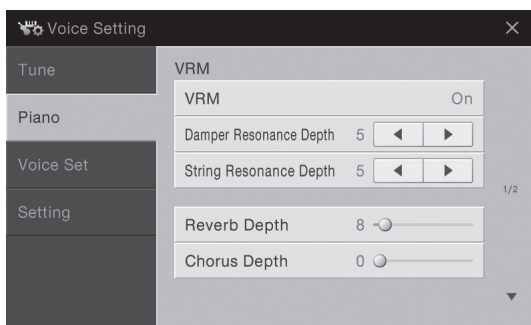 Voice Setting
Tune
Piano
Voice Set
Setting
VRM
VRM On
Damper Resonance Depth 5
String Resonance Depth 5
Reverb Depth 8
Chorus Depth 0
1/2